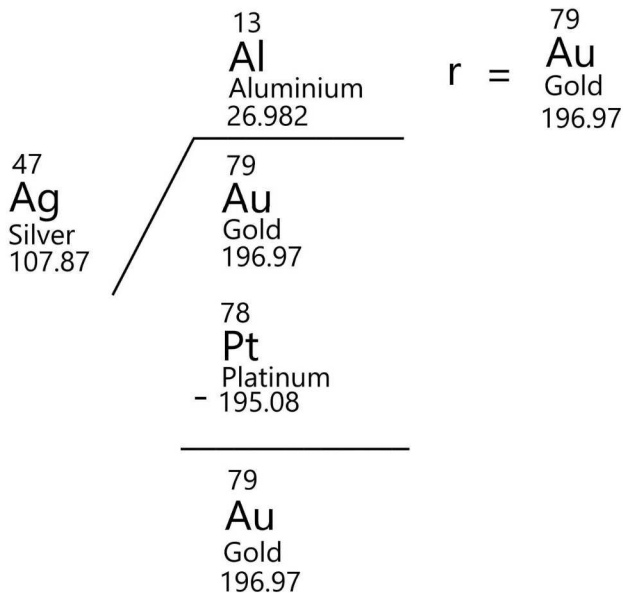 13
Al
Aluminium
26.982
r =
79
Au
Gold
196.97
47
Ag
Silver
107.87
79
Au
Gold
196.97
78
Pt
Platinum
- 195.08
79
Au
Gold
196.97